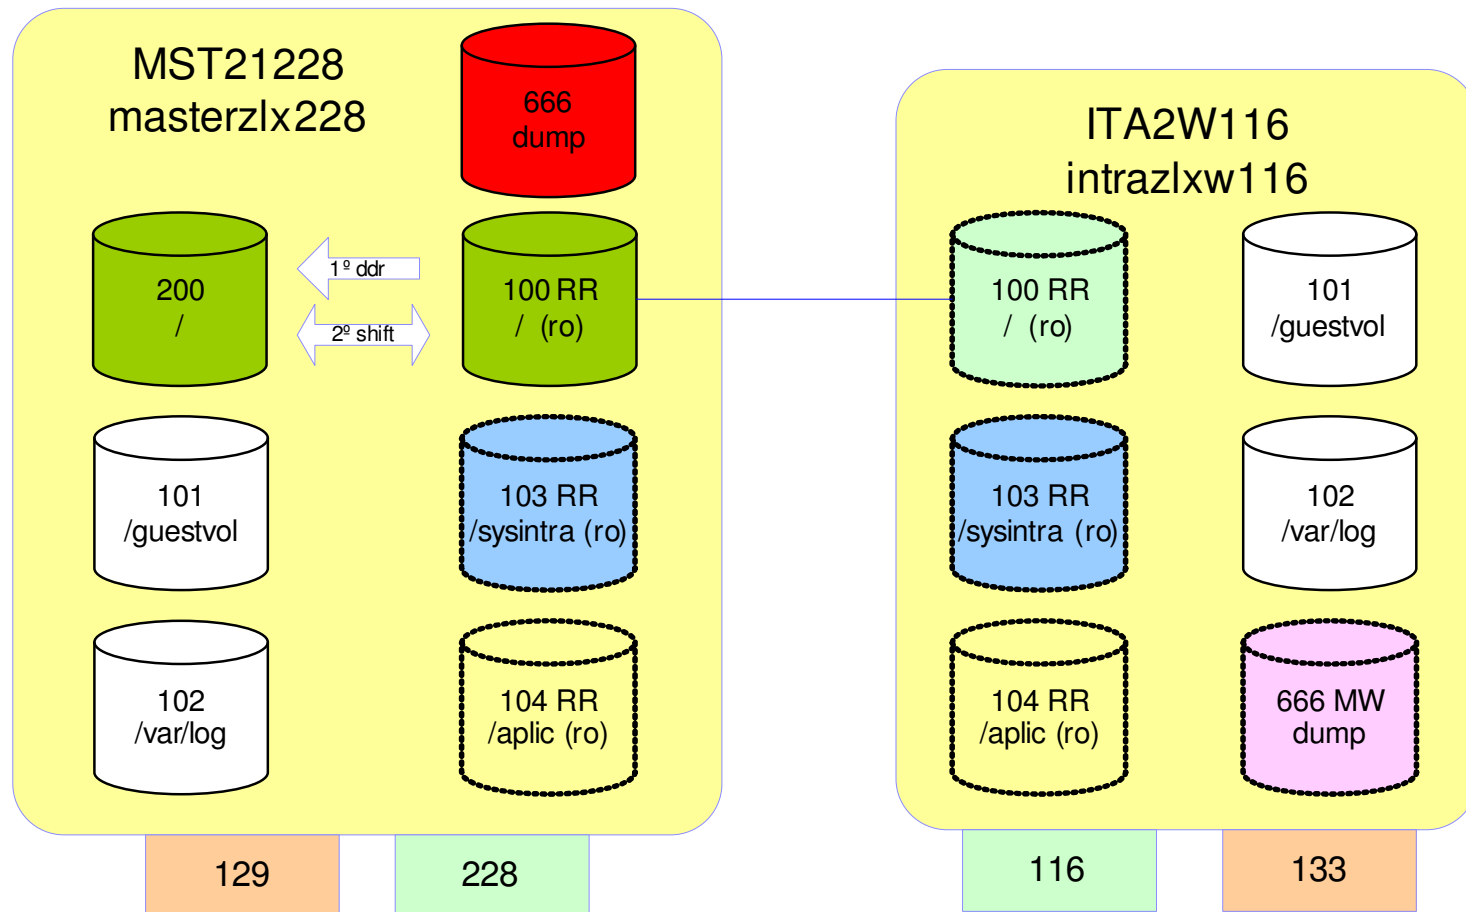 MST21228
masterzlx228
666
dump
200
/
1º ddr
2º shift
100 RR
/ (ro)
101
/guestvol
103 RR
/sysintra (ro)
102
/var/log
104 RR
/aplic (ro)
129
228
ITA2W116
intrazlxw116
100 RR
/ (ro)
101
/guestvol
103 RR
/sysintra (ro)
102
/var/log
104 RR
/aplic (ro)
666 MW
dump
116
133